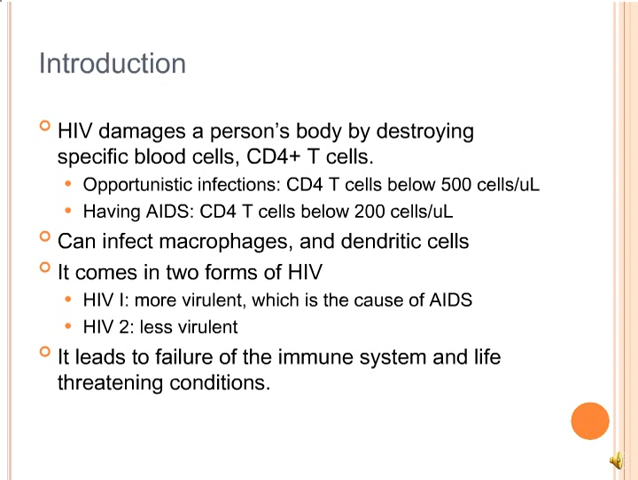 Introduction
HIV damages a person's body by destroying
specific blood cells, CD4+ T cells.
Opportunistic infections: CD4 T cells below 500 cells/uL
Having AIDS: CD4 T cells below 200 cells/uL
Can infect macrophages, and dendritic cells
It comes in two forms of HIV
HIV I: more virulent, which is the cause of AIDS
HIV 2: less virulent
It leads to failure of the immune system and life
threatening conditions.